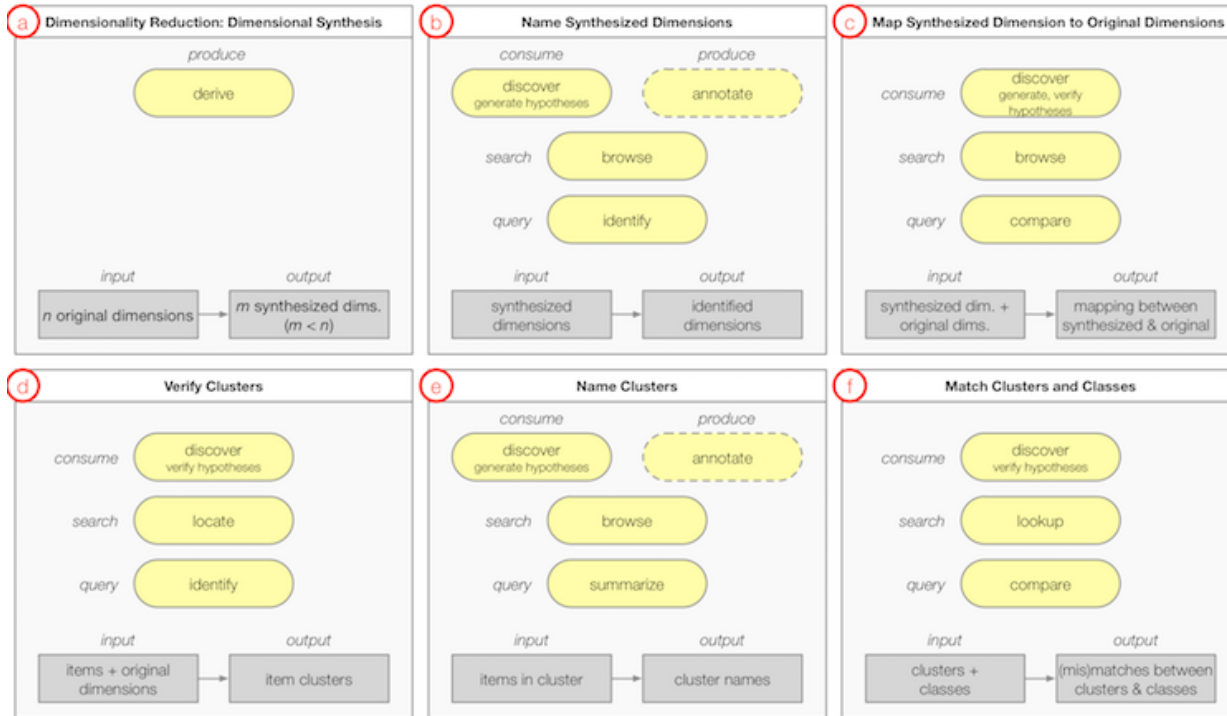 a
Dimensionality Reduction: Dimensional Synthesis
produce
derive
input
output
n original dimensions
m synthesized dims.
(m < n)
b
Name Synthesized Dimensions
consume
produce
discover
generate hypotheses
annotate
search
browse
query
identify
input
output
synthesized
dimensions
identified
dimensions
c
Map Synthesized Dimension to Original Dimensions
consume
discover
generate, verify
hypotheses
search
browse
query
compare
input
output
synthesized dim. +
original dims.
mapping between
synthesized & original
d
Verify Clusters
consume
discover
verify hypotheses
search
locate
query
identify
input
output
items + original
dimensions
item clusters
e
Name Clusters
consume
produce
discover
generate hypotheses
annotate
search
browse
query
summarize
input
output
items in cluster
cluster names
f
Match Clusters and Classes
consume
discover
verify hypotheses
search
lookup
query
compare
input
output
clusters +
classes
(mis)matches between
clusters & classes